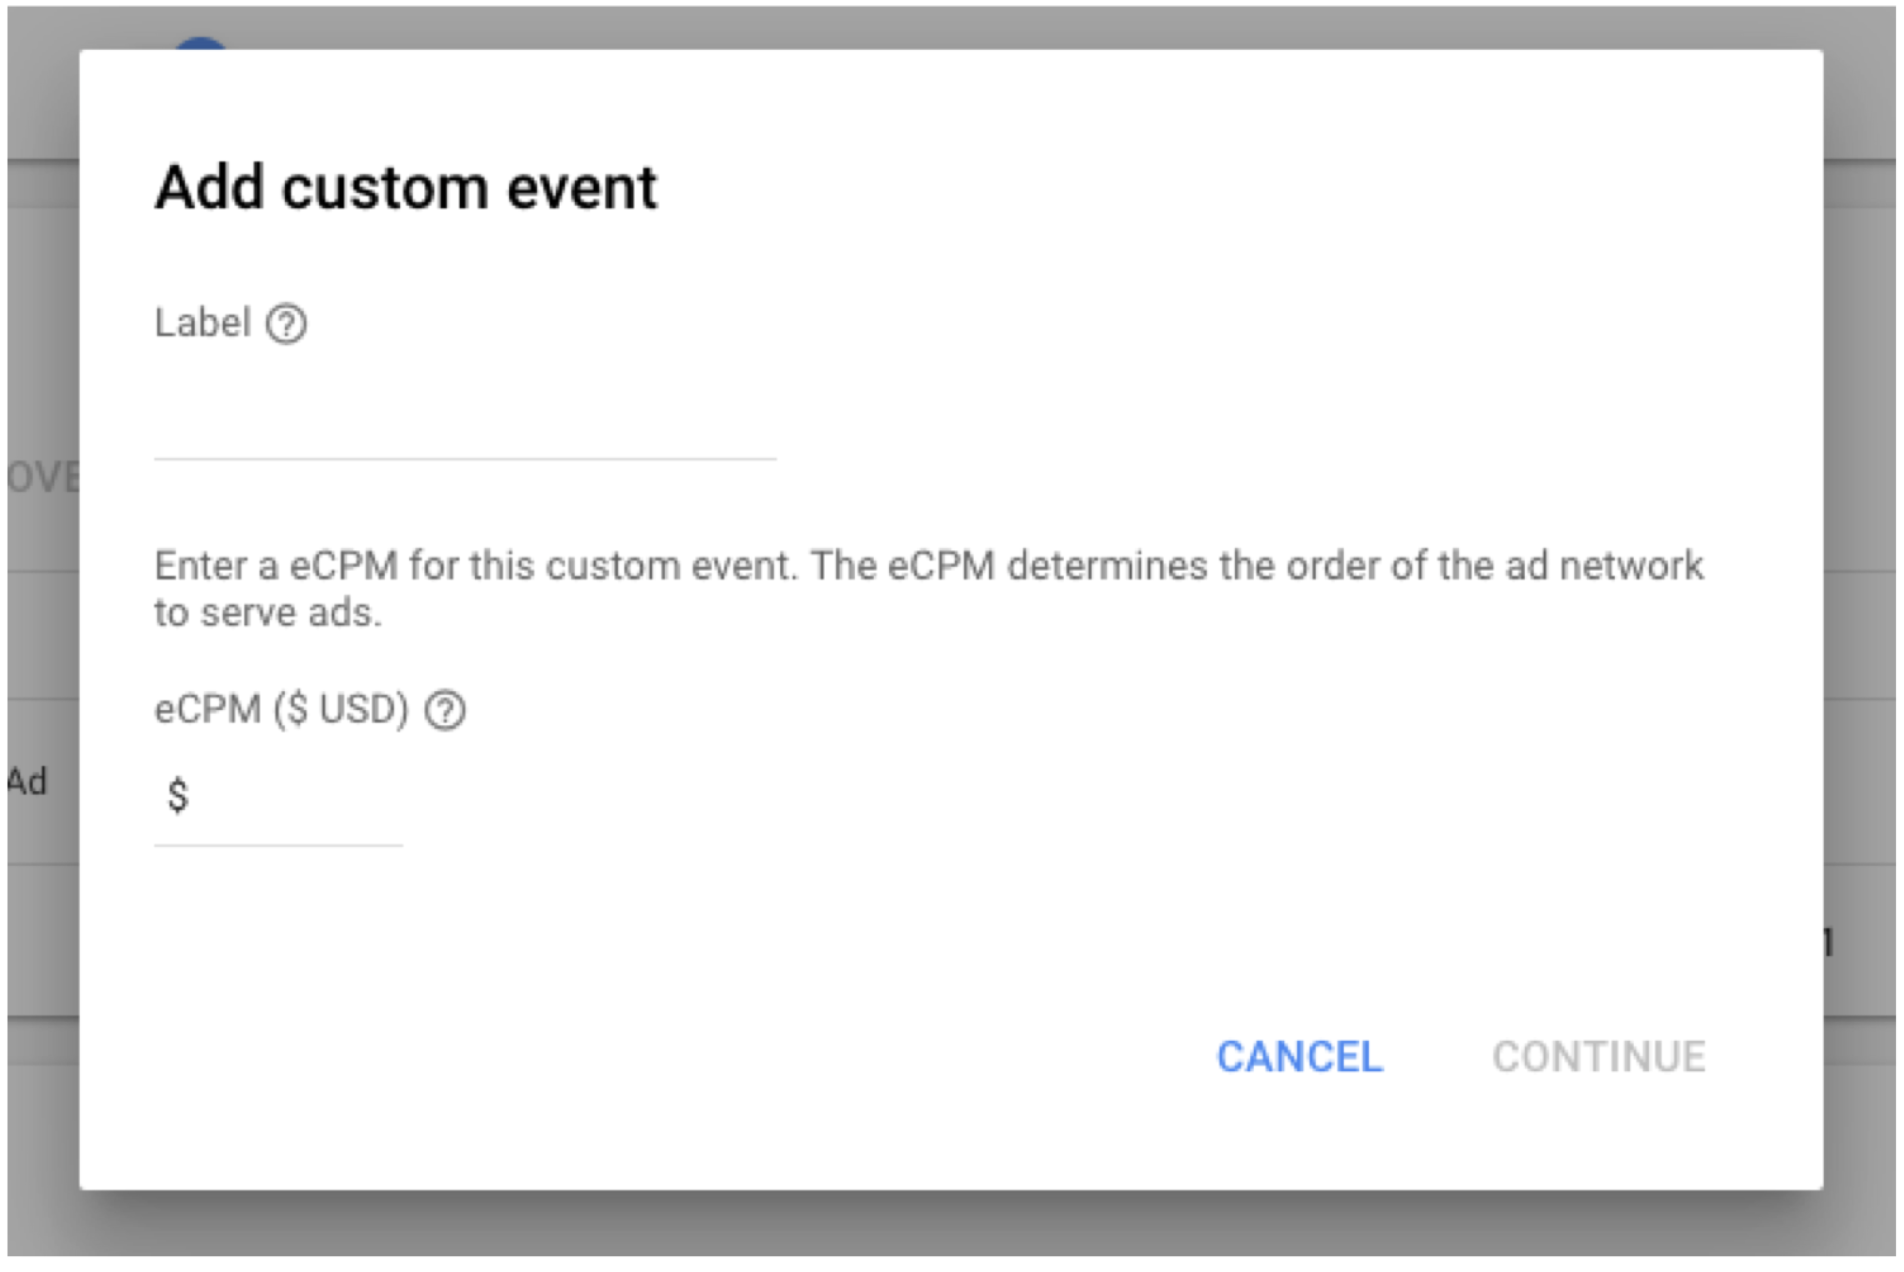 Add custom event
Label ?
OVE
Enter a eCPM for this custom event. The eCPM determines the order of the ad network
to serve ads.
eCPM ($ USD) ?
Ad
$
CANCEL CONTINUE